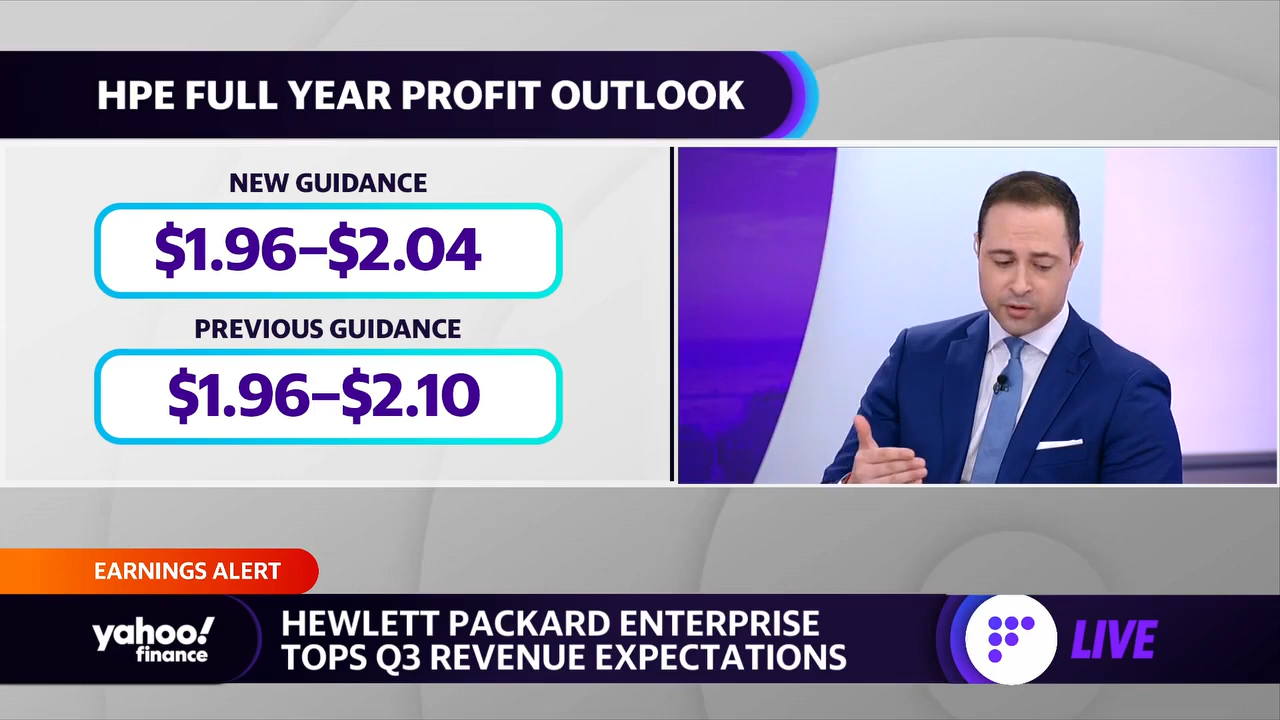 HPE FULL YEAR PROFIT OUTLOOK
NEW GUIDANCE
$1.96–$2.04
PREVIOUS GUIDANCE
$1.96–$2.10
EARNINGS ALERT
yahoo!
finance
HEWLETT PACKARD ENTERPRISE
TOPS Q3 REVENUE EXPECTATIONS
LIVE